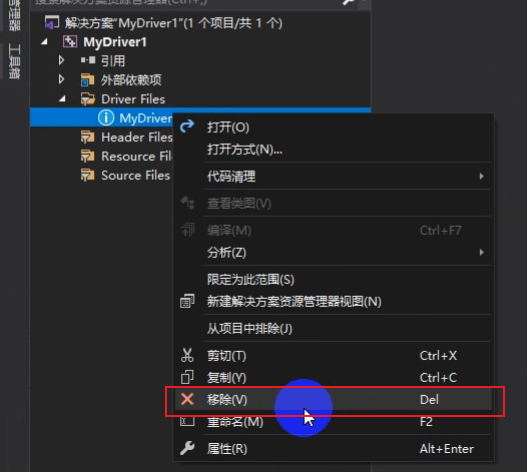 搜索解决方案资源管理器(Ctrl+;)
管理器
工具箱
解决方案"MyDriver1"(1 个项目/共 1 个)
MyDriver1
引用
外部依赖项
Driver Files
MyDriver
Header Files
Resource Fil
Source Files
打开(O)
打开方式(N)...
代码清理
查看类图(V)
编译(M) Ctrl+F7
分析(Z)
限定为此范围(S)
新建解决方案资源管理器视图(N)
从项目中排除(J)
剪切(T) Ctrl+X
复制(Y) Ctrl+C
移除(V) Del
重命名(M) F2
属性(R) Alt+Enter